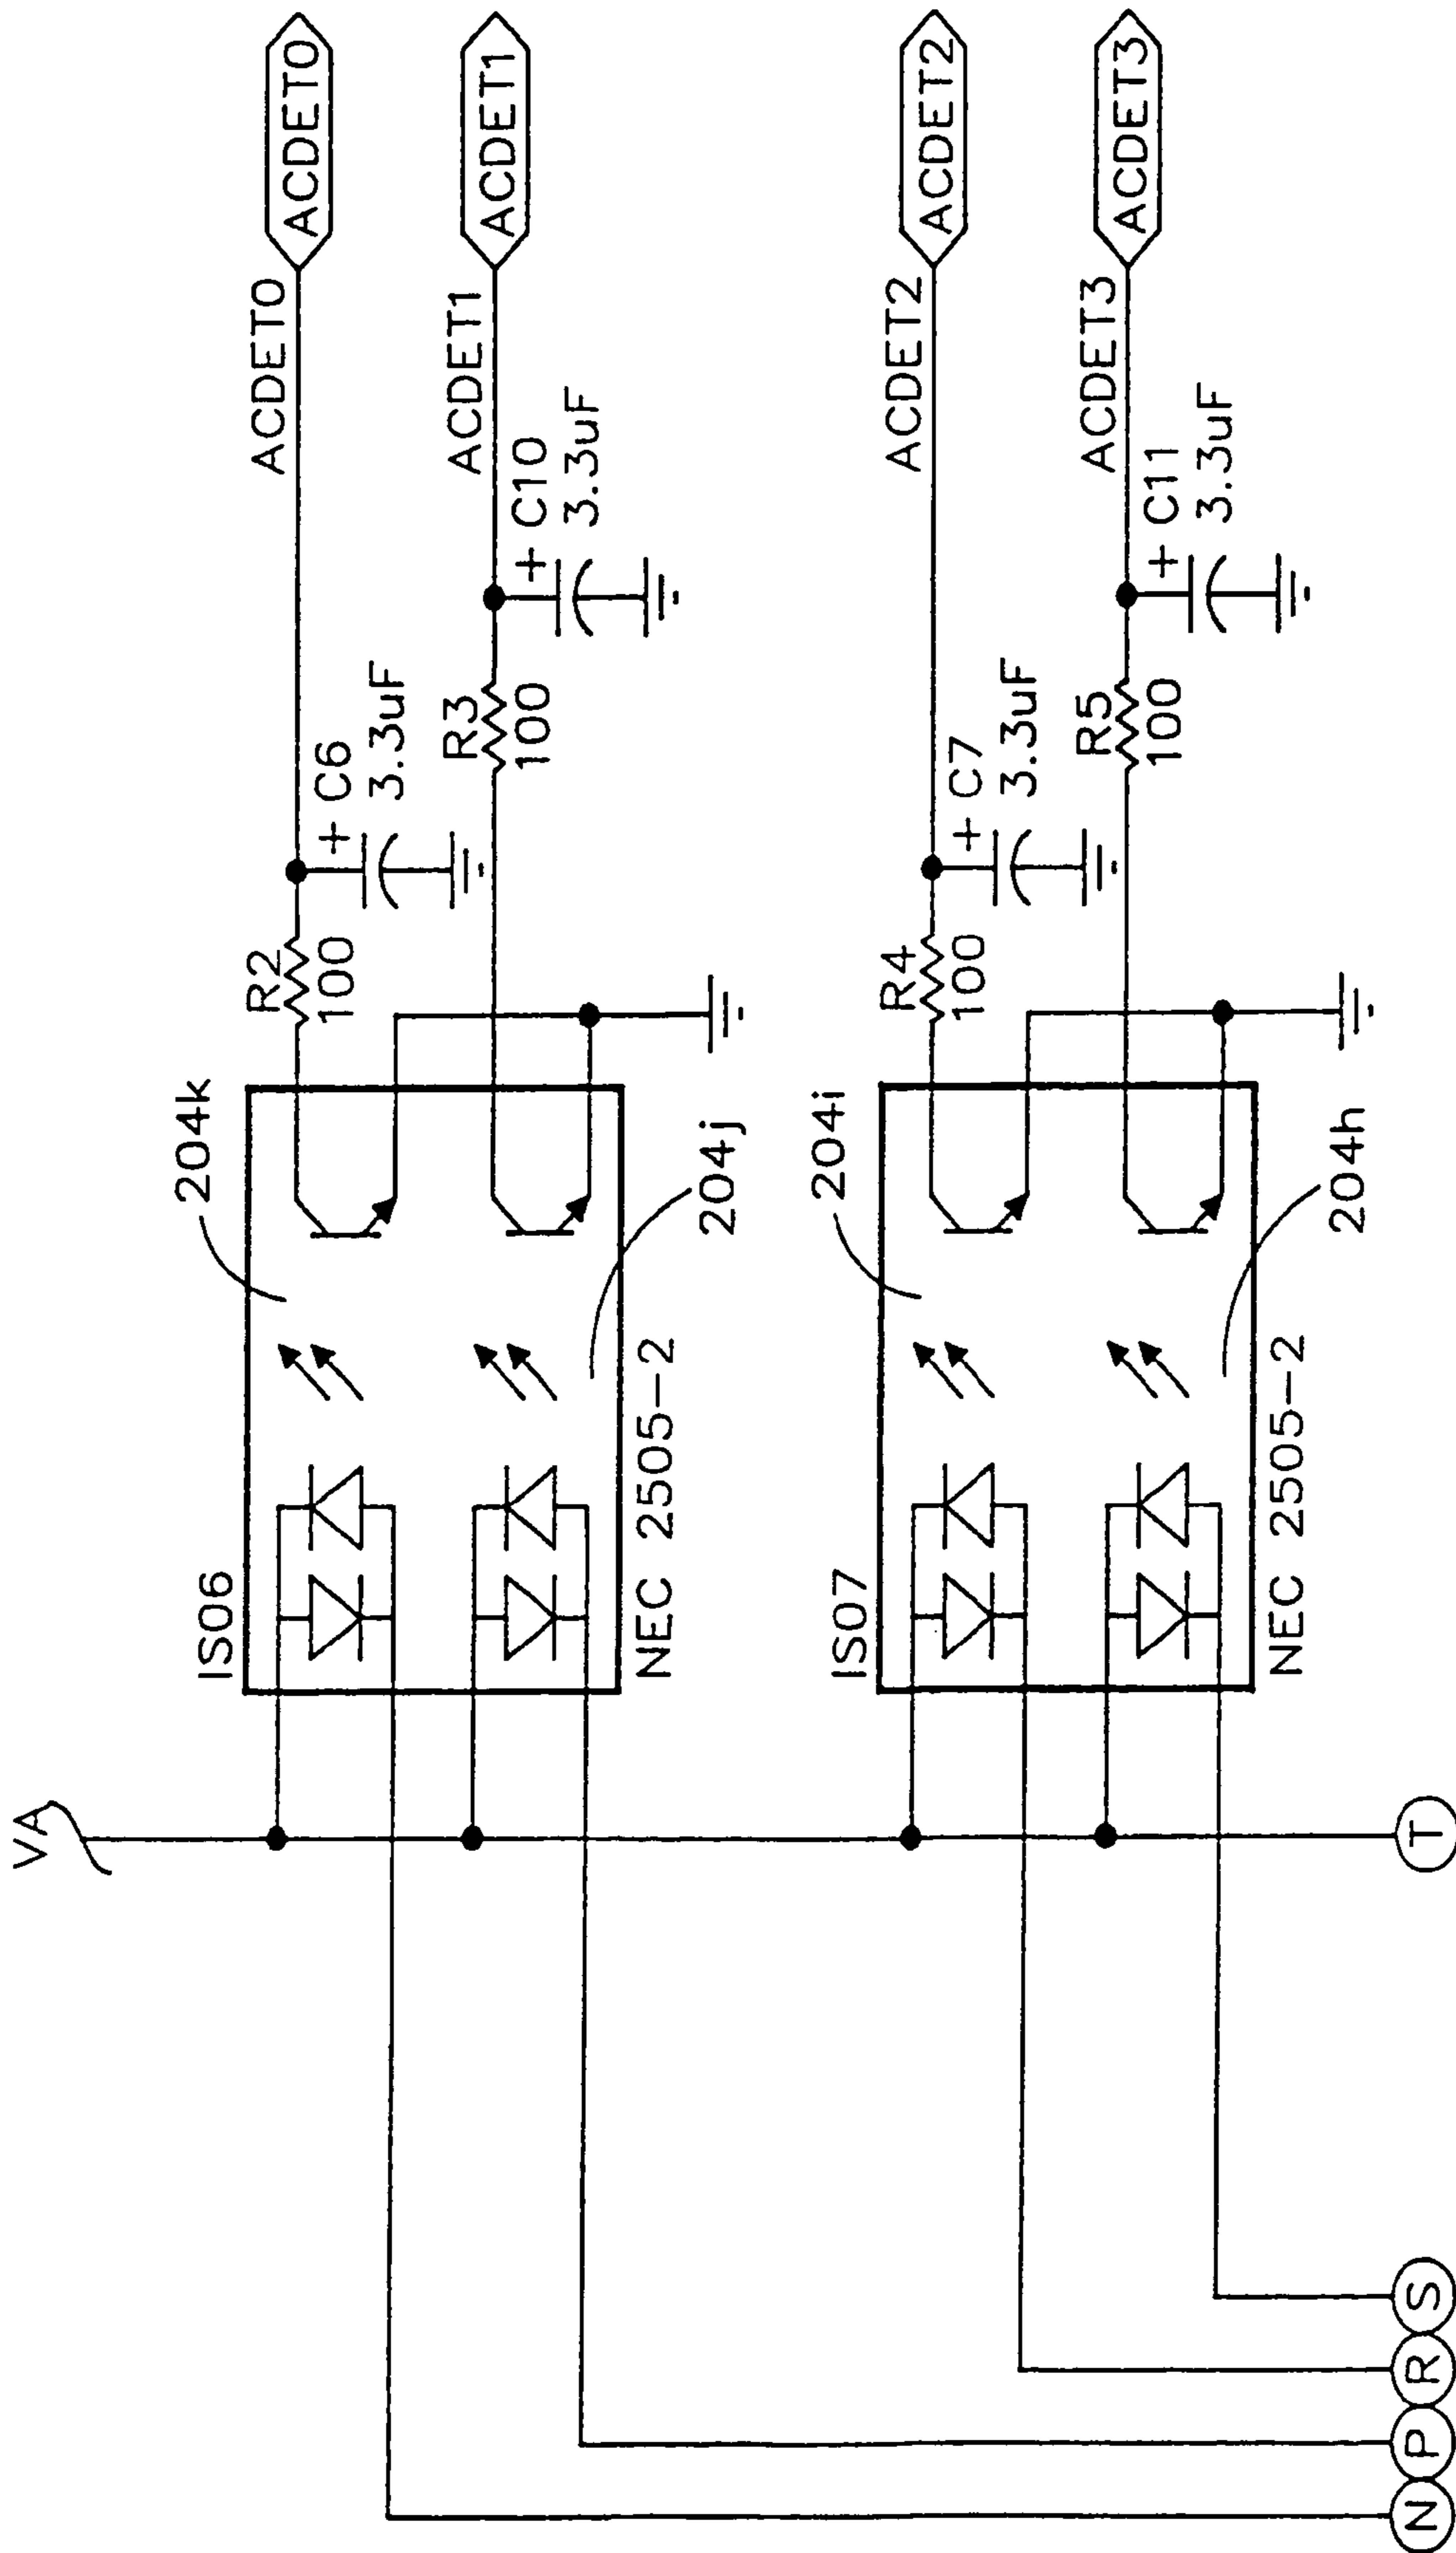 VA
IS06
204k
R2
100
+ C6
3.3uF
ACDET0
ACDET0
R3
100
+ C10
3.3uF
ACDET1
ACDET1
204j
NEC 2505-2
IS07
204i
R4
100
+ C7
3.3uF
ACDET2
ACDET2
R5
100
+ C11
3.3uF
ACDET3
ACDET3
204h
NEC 2505-2
N
P
R
S
T